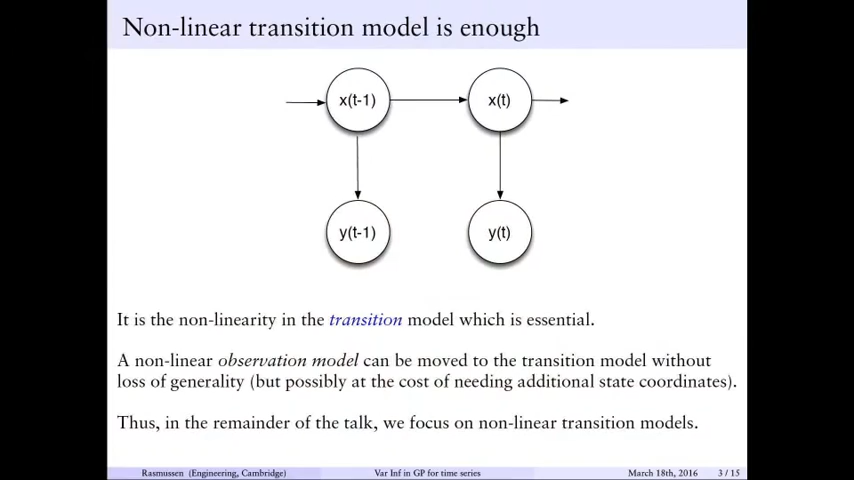 Non-linear transition model is enough
x(t-1)
x(t)
y(t-1)
y(t)
It is the non-linearity in the transition model which is essential.
A non-linear observation model can be moved to the transition model without
loss of generality (but possibly at the cost of needing additional state coordinates).
Thus, in the remainder of the talk, we focus on non-linear transition models.
Rasmussen (Engineering, Cambridge)
Var Inf in GP for time series
March 18th, 2016
3 / 15